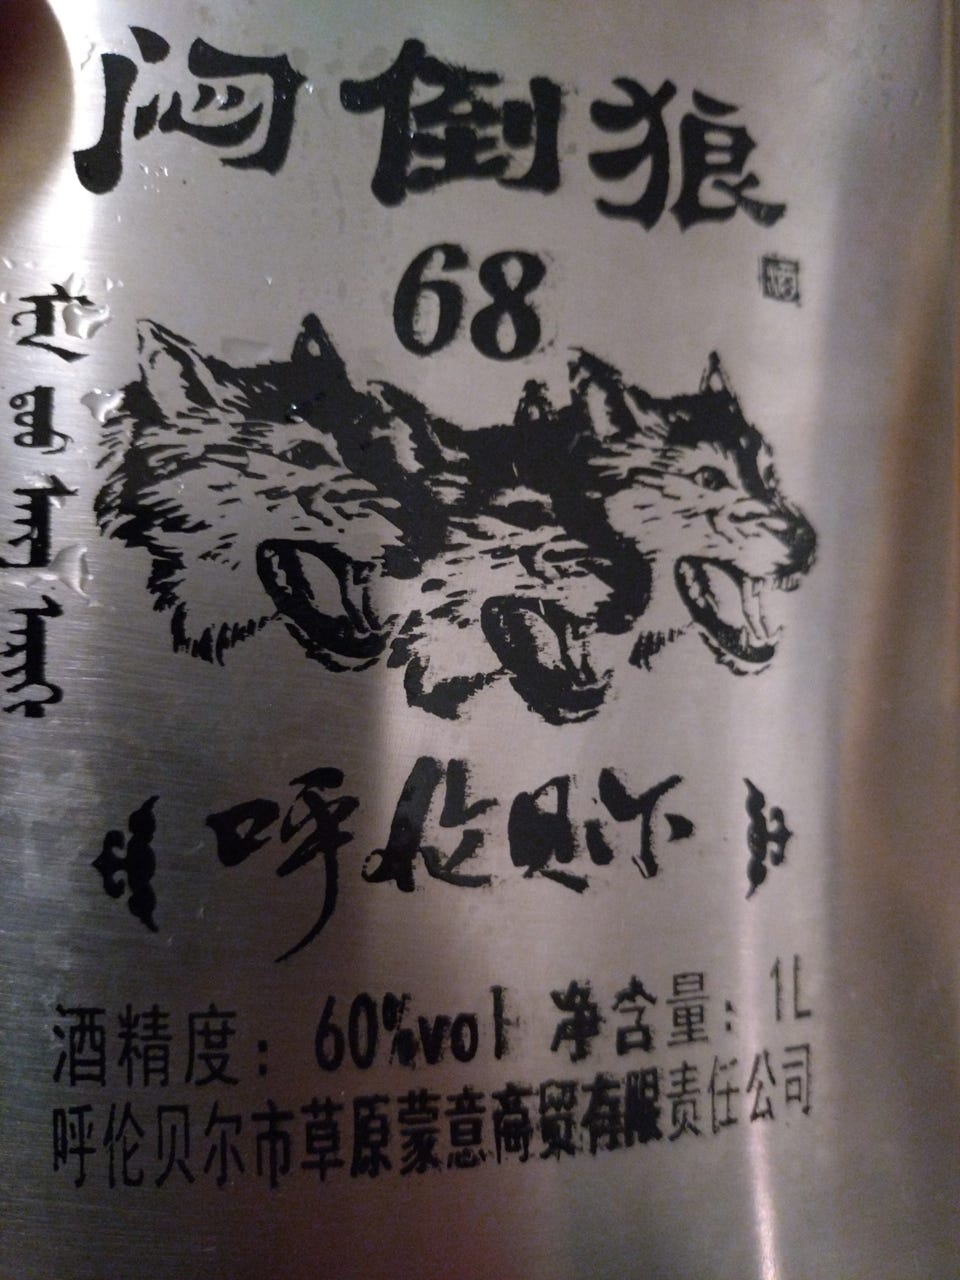 闷倒狼
68
酒
呼伦贝尔
酒精度：60%vol 净含量：1L
呼伦贝尔市草原蒙意商贸有限责任公司